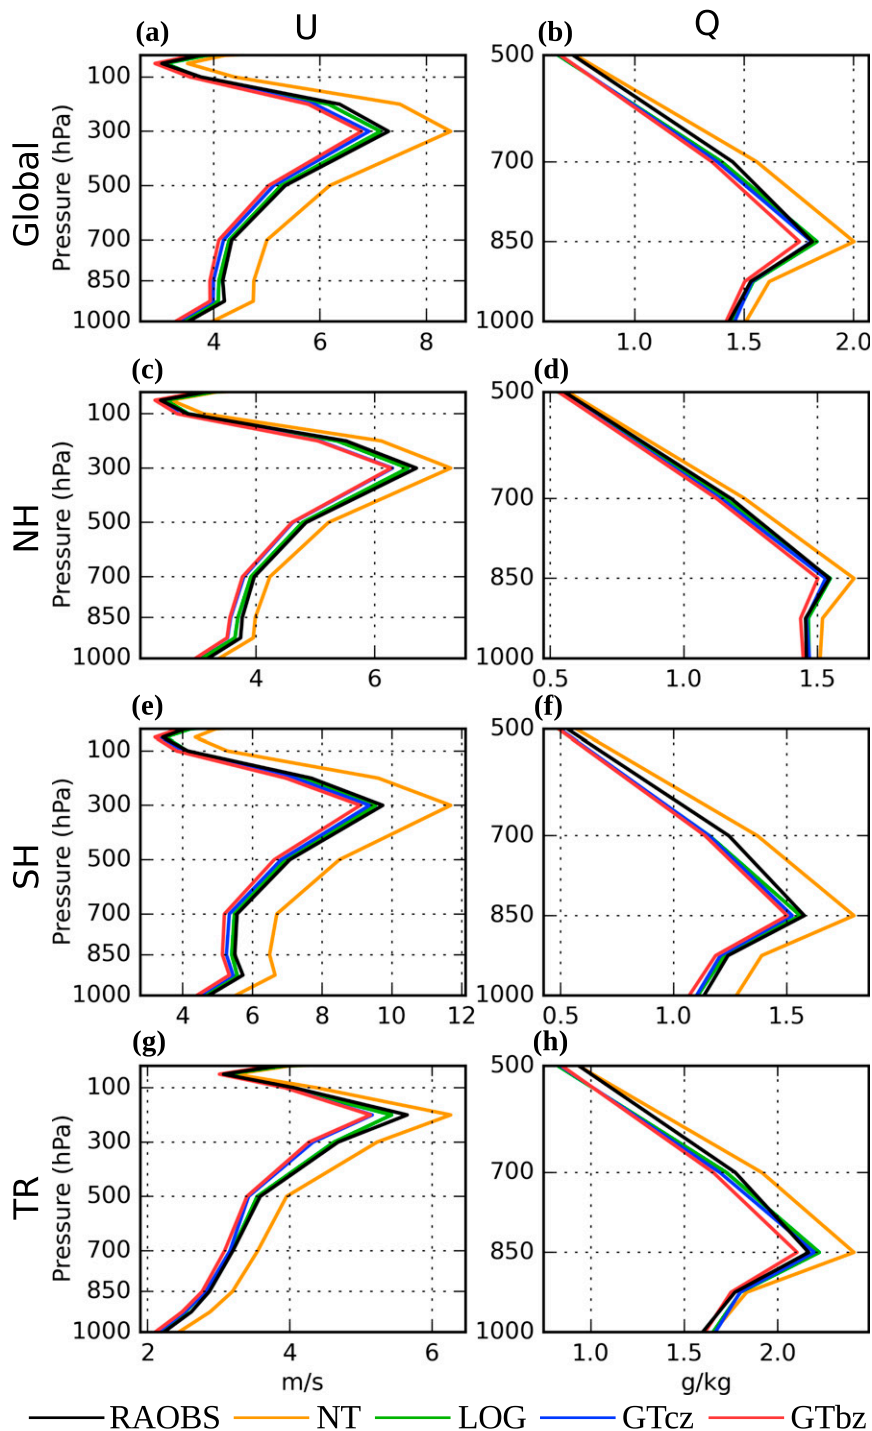 (a) U (b) Q
Global
Pressure (hPa)
100
300
500
700
850
1000
4 6 8
500
700
850
1000
1.0 1.5 2.0
(c) (d)
NH
Pressure (hPa)
100
300
500
700
850
1000
4 6
500
700
850
1000
0.5 1.0 1.5
(e) (f)
SH
Pressure (hPa)
100
300
500
700
850
1000
4 6 8 10 12
500
700
850
1000
0.5 1.0 1.5
(g) (h)
TR
Pressure (hPa)
100
300
500
700
850
1000
2 4 6
m/s
500
700
850
1000
1.0 1.5 2.0
g/kg
RAOBS NT LOG GTcz GTbz